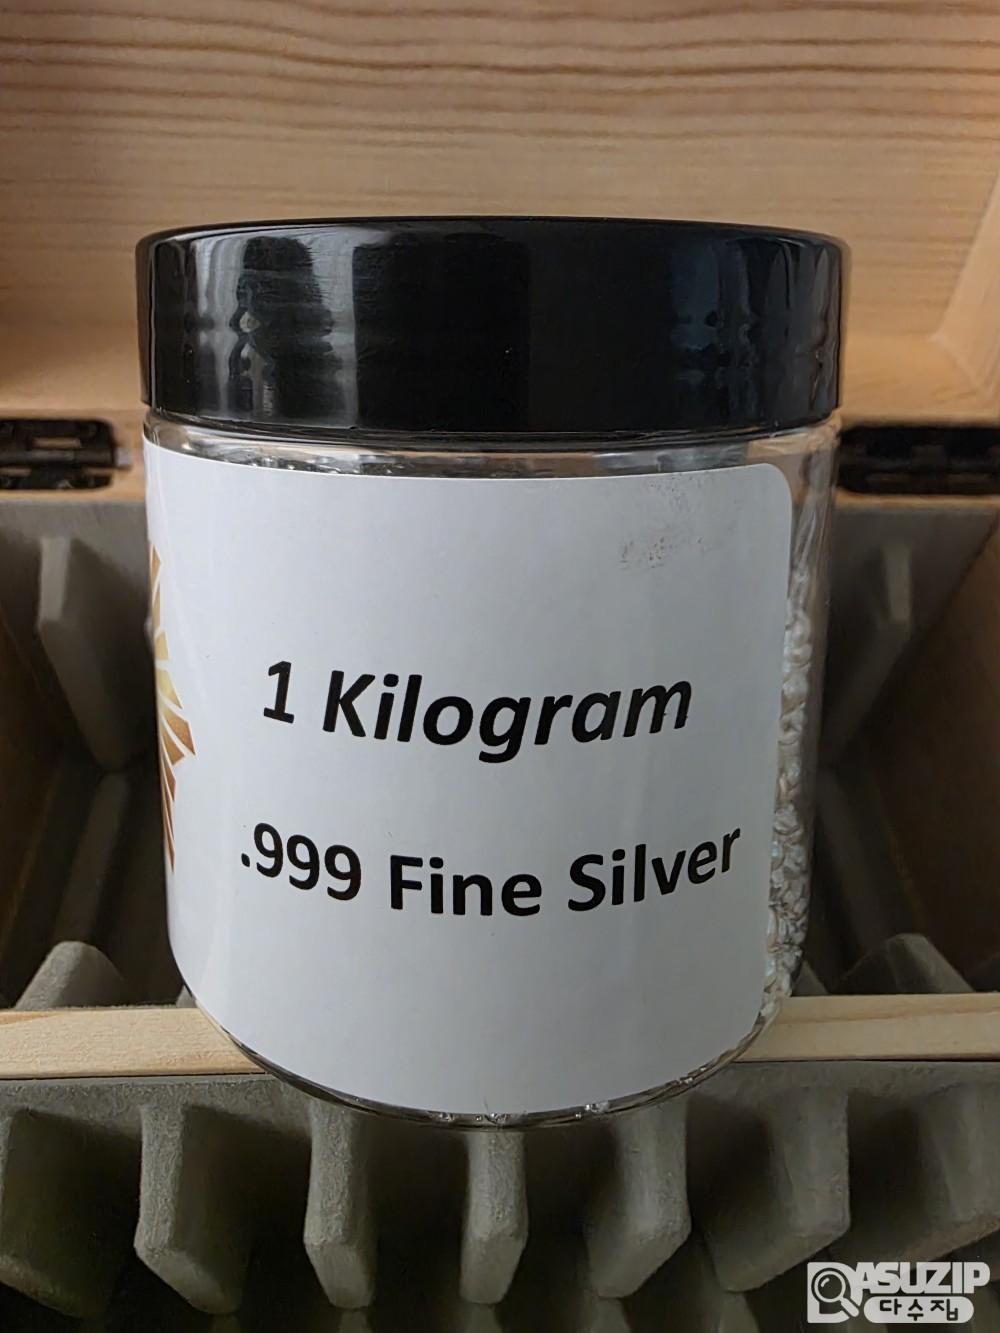 1 Kilogram
.999 Fine Silver
ASUZIP
다수집